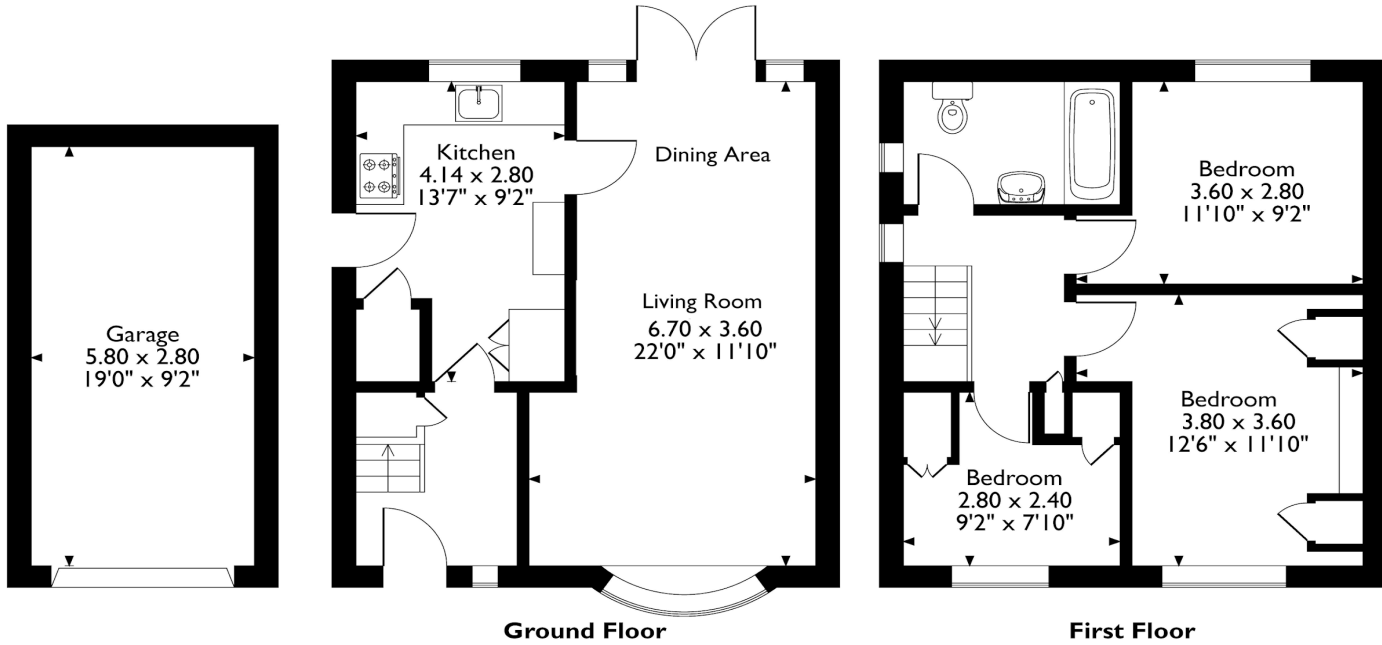 Garage
5.80 x 2.80
19'0" x 9'2"
Kitchen
4.14 x 2.80
13'7" x 9'2"
Dining Area
Living Room
6.70 x 3.60
22'0" x 11'10"
Ground Floor
Bedroom
3.60 x 2.80
11'10" x 9'2"
Bedroom
3.80 x 3.60
12'6" x 11'10"
Bedroom
2.80 x 2.40
9'2" x 7'10"
First Floor